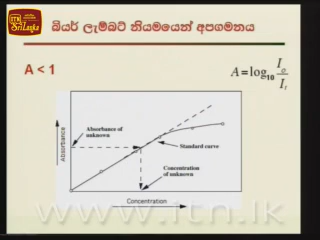 ITN
Sri Lanka
බියර් ලැම්බට් නියමයෙන් අපගමනය
A < 1
A = log₁₀ Iₒ / Iₜ
Absorbance
Absorbance of
unknown
Standard curve
Concentration
of unknown
Concentration
www.itn.lk